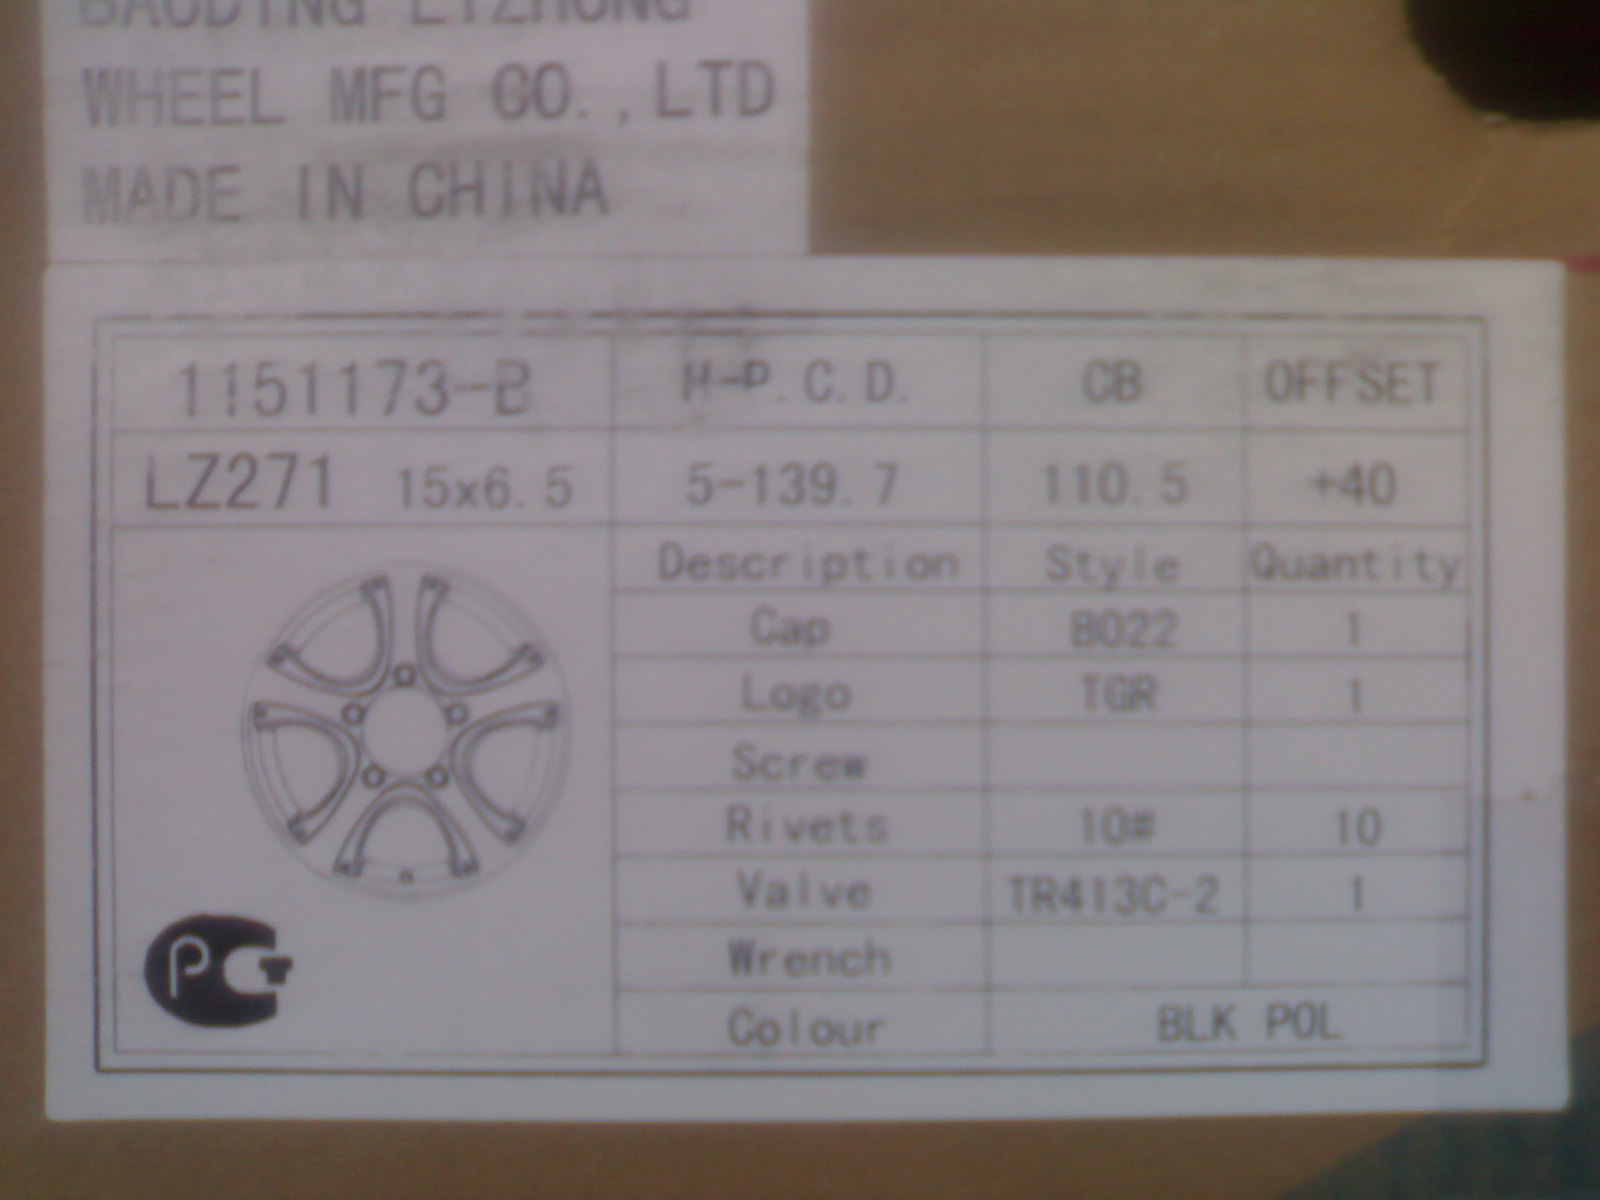 BAODING LIZHONG
WHEEL MFG CO.,LTD
MADE IN CHINA
1151173-B H-P.C.D. CB OFFSET
LZ271 15x6.5 5-139.7 110.5 +40
Description Style Quantity
Cap B022 1
Logo TGR 1
Screw
Rivets 10# 10
Valve TR413C-2 1
Wrench
Colour BLK POL